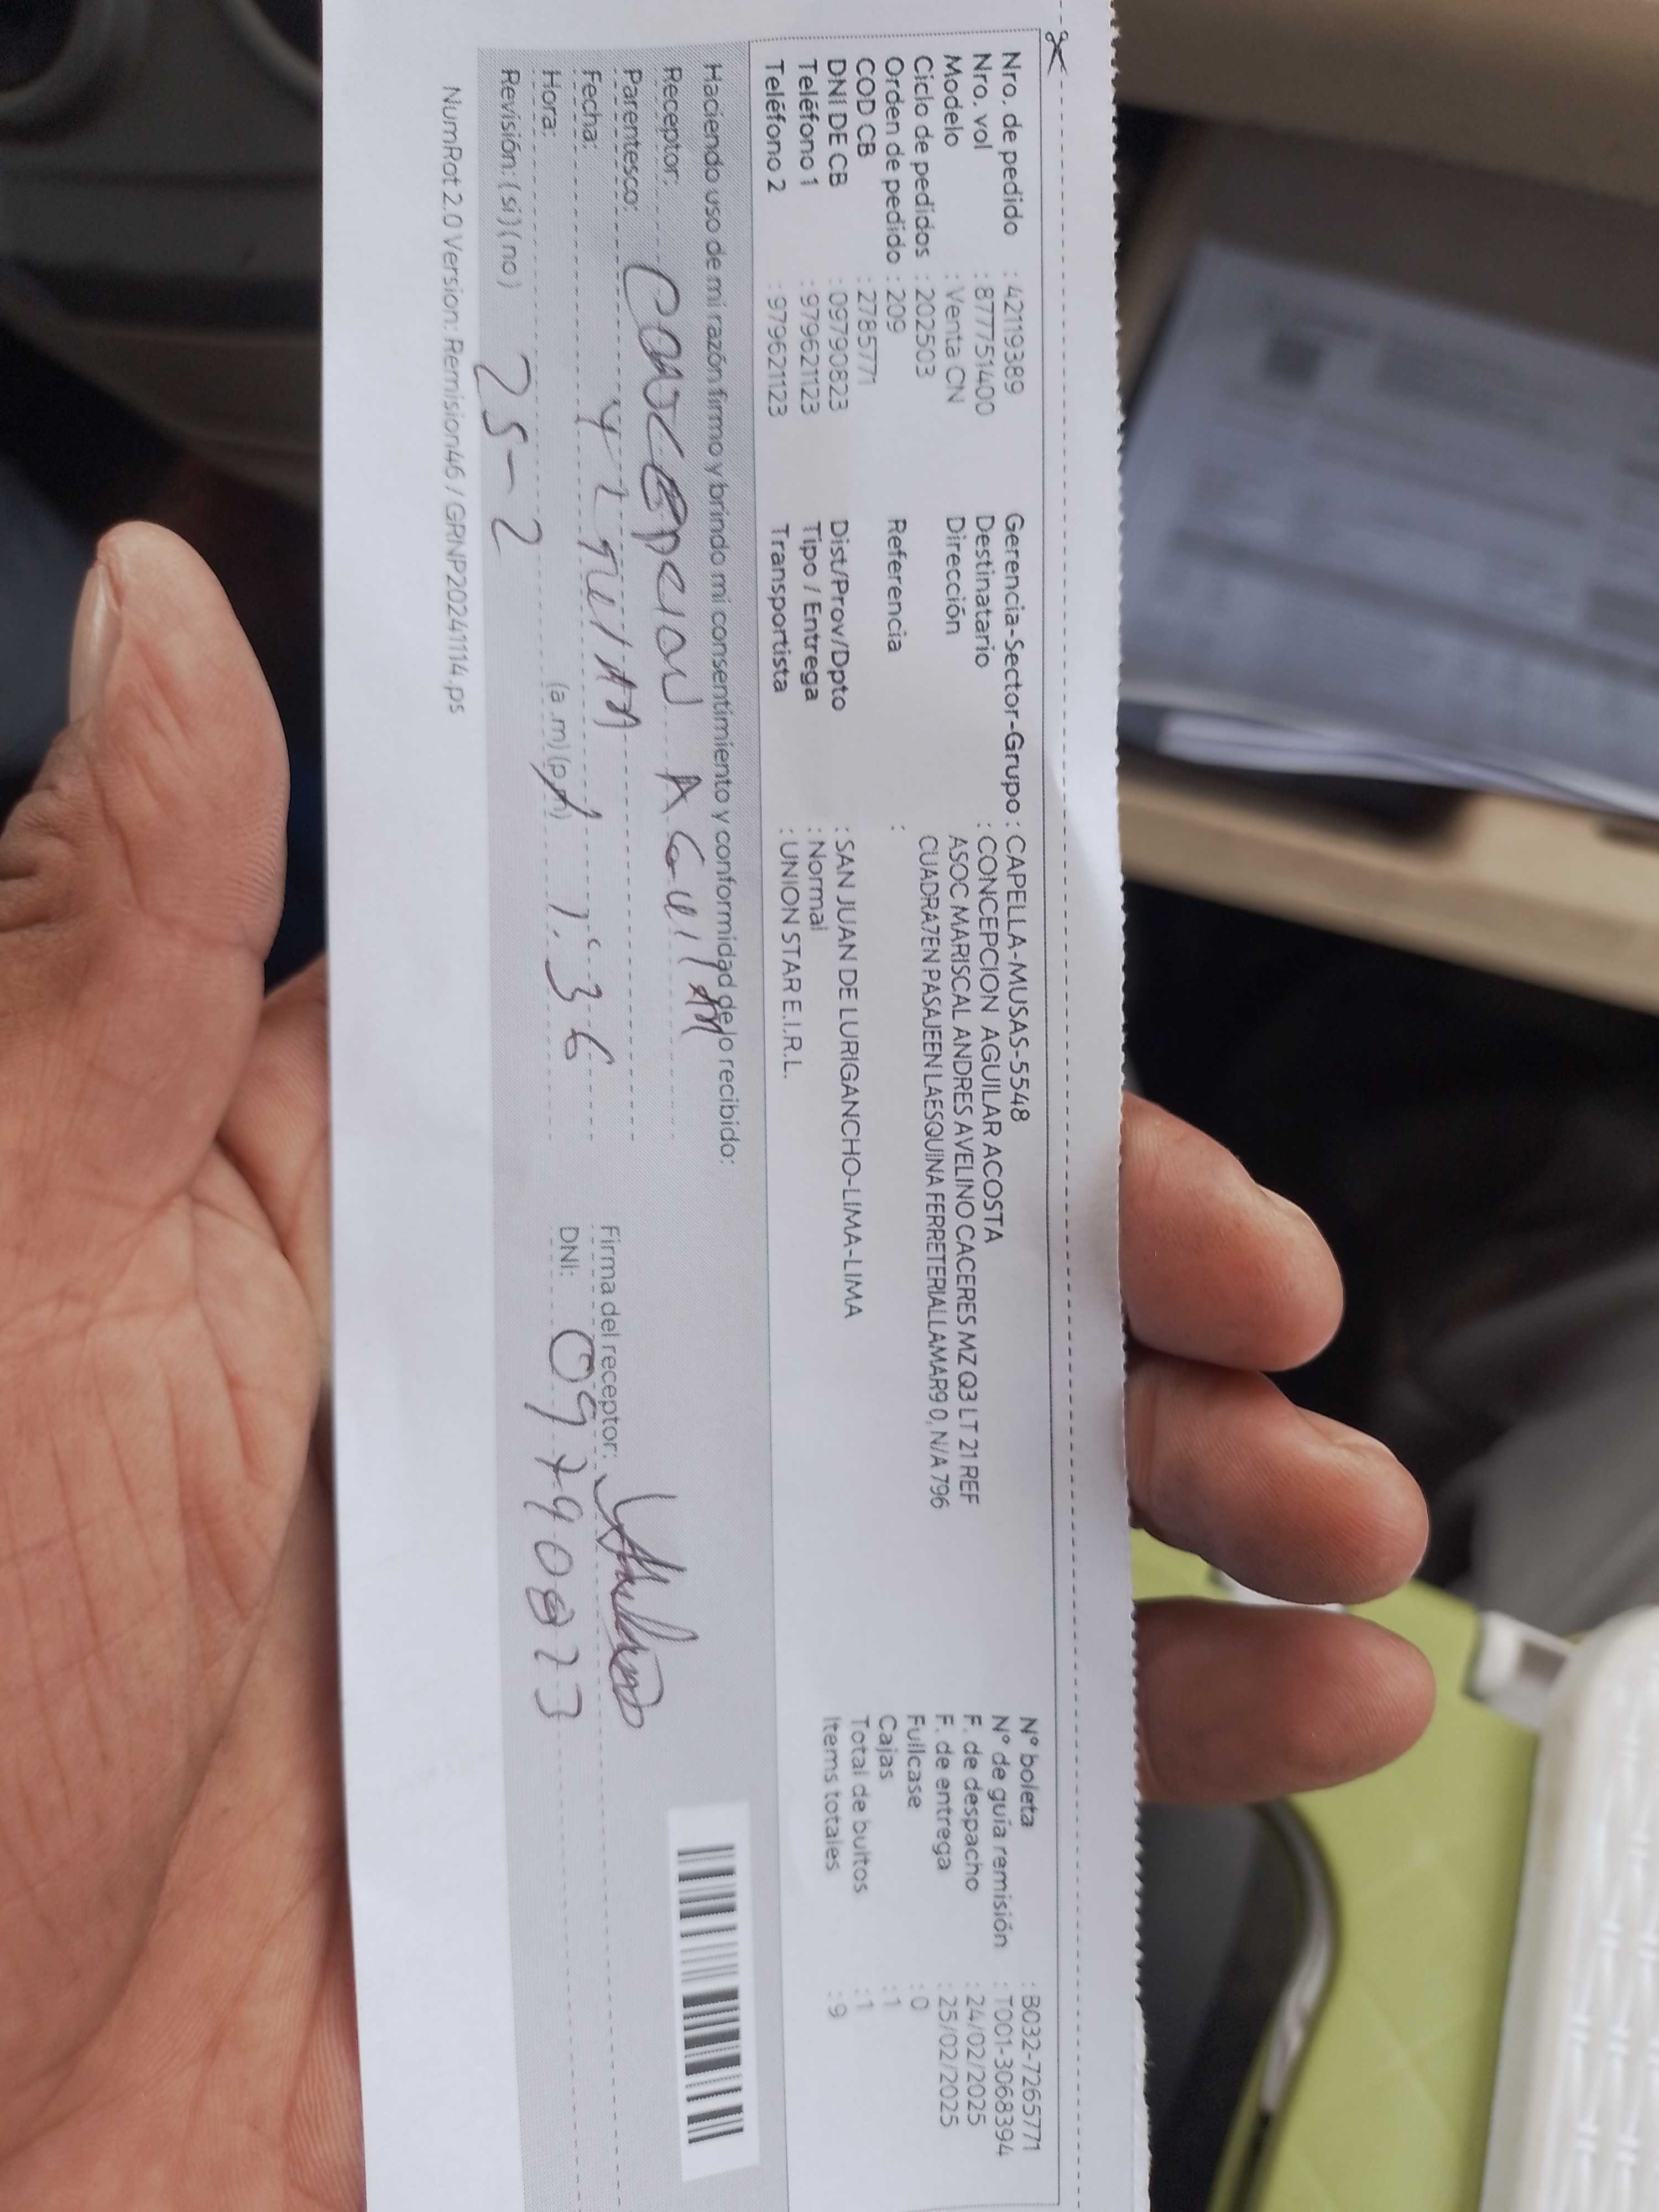 Nro. de pedido : 42119389
Nro. vol : 877751400
Modelo : Venta CN
Ciclo de pedidos : 202503
Orden de pedido : 209
COD CB : 2785771
DNI DE CB : 09790823
Teléfono 1 : 979621123
Teléfono 2 : 979621123
Gerencia-Sector-Grupo : CAPELLA-MUSAS-5548
Destinatario : CONCEPCION AGUILAR ACOSTA
Dirección ASOC MARISCAL ANDRES AVELINO CACERES MZ Q3 LT 21 REF
CUADRA7EN PASAJEEN LAESQUINA FERRETERIALLAMAR9 0, N/A 796
Referencia :
Dist/Prov/Dpto : SAN JUAN DE LURIGANCHO-LIMA-LIMA
Tipo / Entrega : Normal
Transportista : UNION STAR E.I.R.L.
N° boleta : B032-7265771
N° de guía remisión : T001-3068394
F. de despacho : 24/02/2025
F. de entrega : 25/02/2025
Fullcase : 0
Cajas : 1
Total de bultos : 1
Items totales : 9
Haciendo uso de mi razón firmo y brindo mi consentimiento y conformidad de lo recibido:
Receptor: CONCEPCION AGUILAR
Parentesco:
Fecha:
Hora: (a .m) (p.m) 1:36
Revisión: (si) (no) 25-2
Firma del receptor:
DNI: 09790823
NumRot 2.0 Version: Remision46 / GRNP20241114.ps